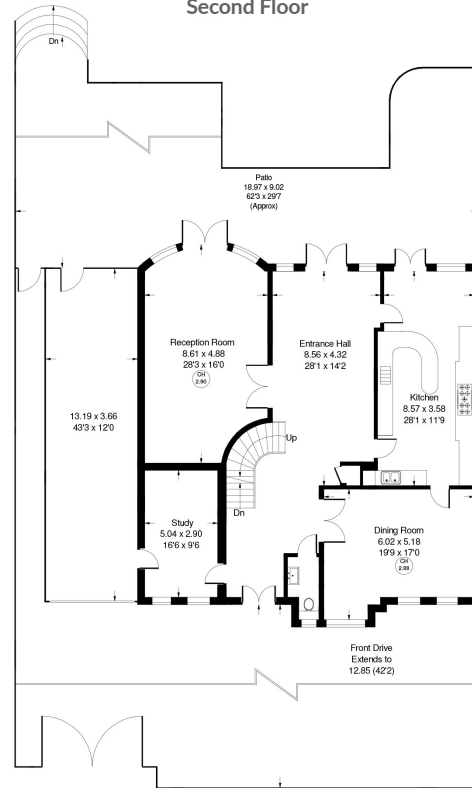 Second Floor
Dn
Patio
18.97 x 9.02
62'3 x 29'7
(Approx)
Reception Room
8.61 x 4.88
28'3 x 16'0
CH
2.90
Entrance Hall
8.56 x 4.32
28'1 x 14'2
Kitchen
8.57 x 3.58
28'1 x 11'9
13.19 x 3.66
43'3 x 12'0
Up
Dn
Study
5.04 x 2.90
16'6 x 9'6
Dining Room
6.02 x 5.18
19'9 x 17'0
CH
2.88
Front Drive
Extends to
12.85 (42'2)